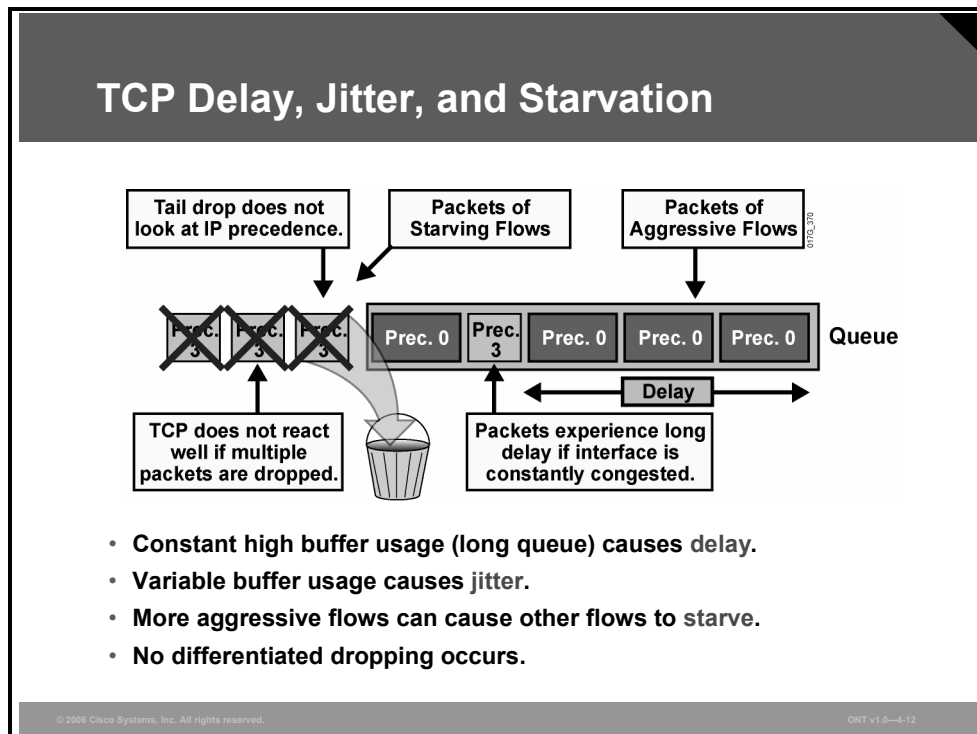 TCP Delay, Jitter, and Starvation
Tail drop does not
look at IP precedence.
Packets of
Starving Flows
Packets of
Aggressive Flows
017G_370
Prec.
3
Prec.
3
Prec.
3
Prec. 0
Prec.
3
Prec. 0
Prec. 0
Prec. 0
Queue
Delay
TCP does not react
well if multiple
packets are dropped.
Packets experience long
delay if interface is
constantly congested.
• Constant high buffer usage (long queue) causes delay.
• Variable buffer usage causes jitter.
• More aggressive flows can cause other flows to starve.
• No differentiated dropping occurs.
© 2006 Cisco Systems, Inc. All rights reserved.
ONT v1.0—4-12